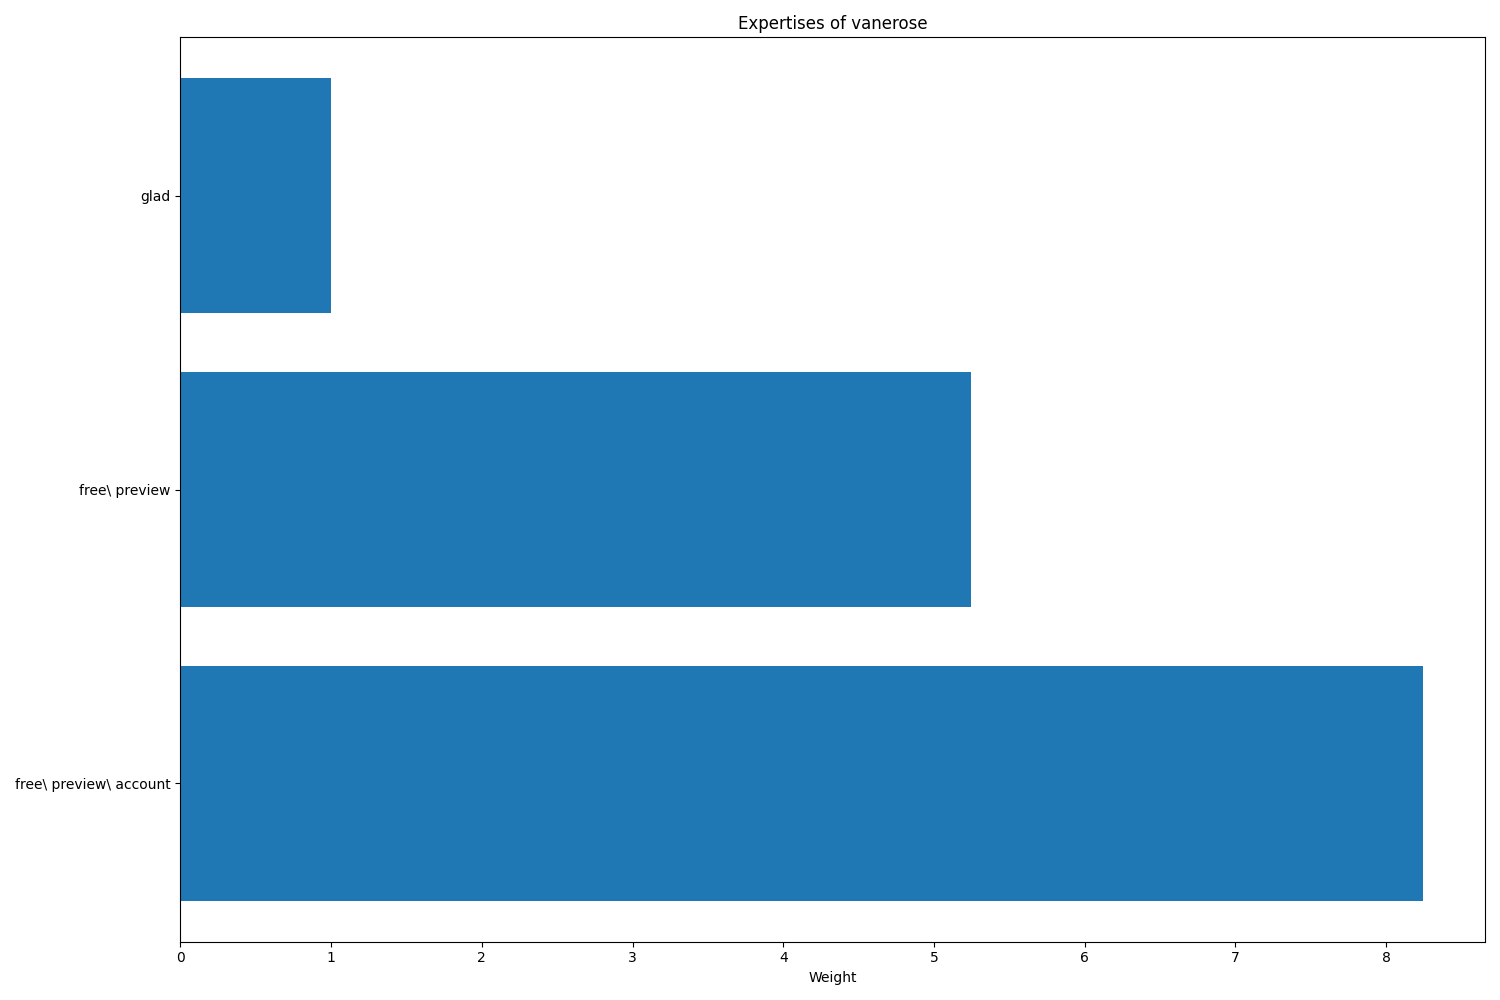 Expertises of vanerose
glad
free\ preview
free\ preview\ account
0 1 2 3 4 5 6 7 8
Weight